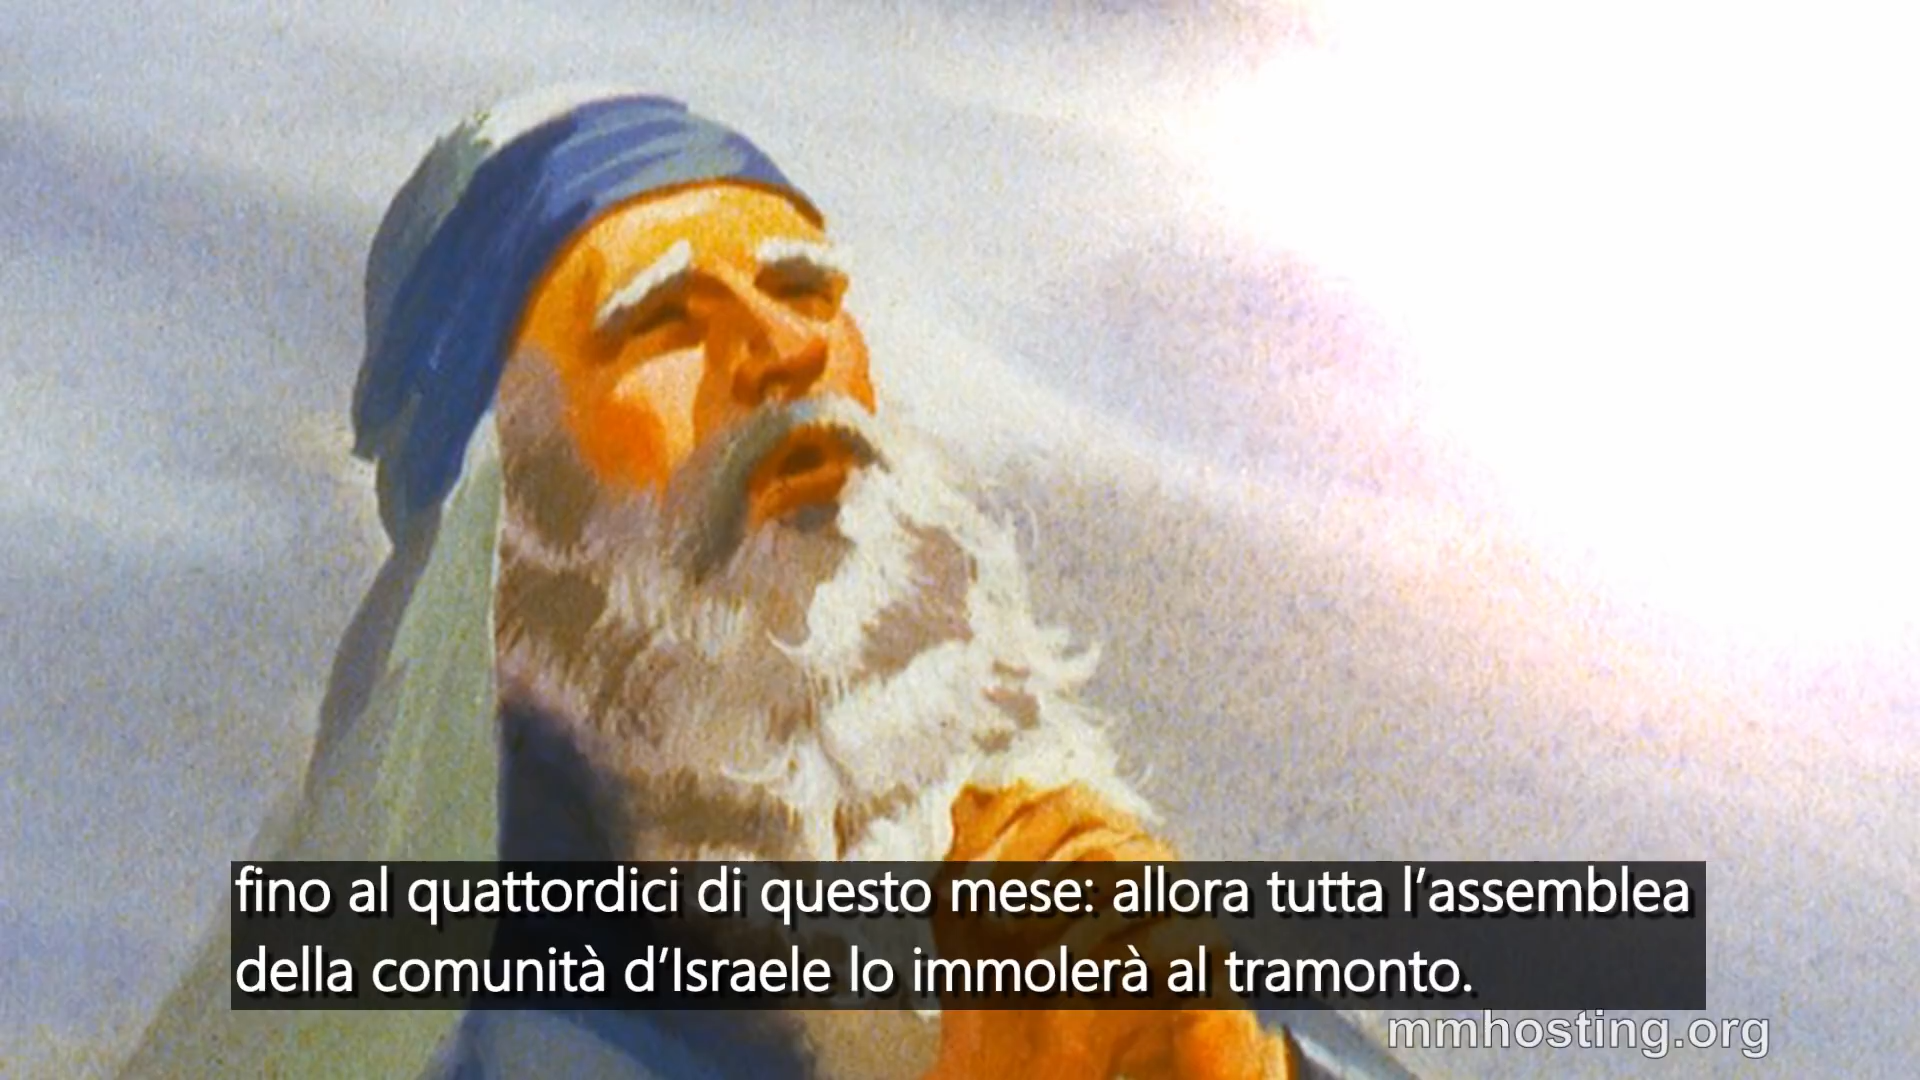 fino al quattordici di questo mese: allora tutta l’assemblea
della comunità d’Israele lo immolerà al tramonto.
mmhosting.org